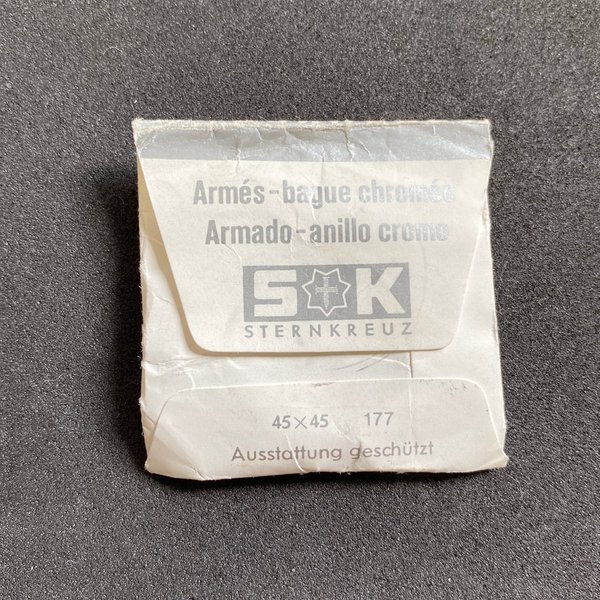 Armés-bague chromée
Armado-anillo cromo
S K
STERNKREUZ
45×45 177
Ausstattung geschützt